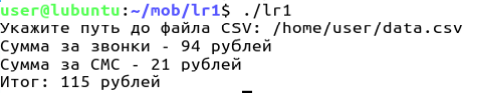 user@lubuntu:~/mob/lr1$ ./lr1
Укажите путь до файла CSV: /home/user/data.csv
Сумма за звонки - 94 рублей
Сумма за СМС - 21 рублей
Итог: 115 рублей